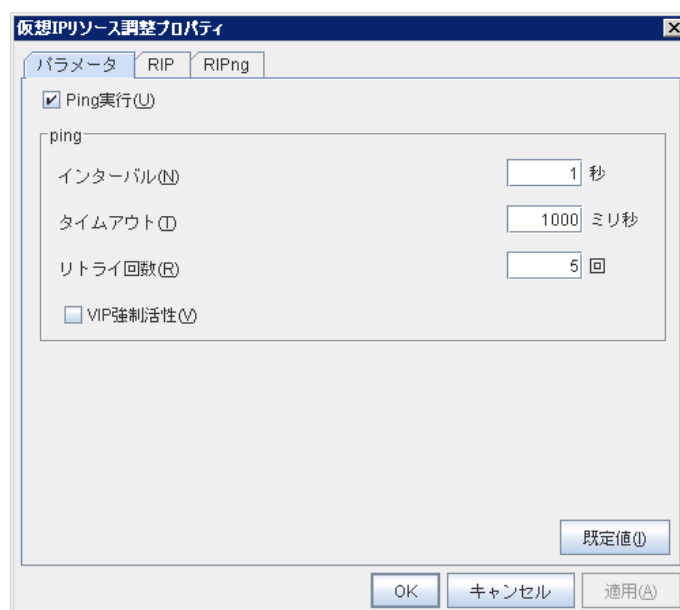 仮想IPリソース調整プロパティ
パラメータ RIP RIPng
Ping実行(U)
ping
インターバル(N) 1 秒
タイムアウト(T) 1000 ミリ秒
リトライ回数(R) 5 回
VIP強制活性(V)
既定値(I)
OK キャンセル 適用(A)